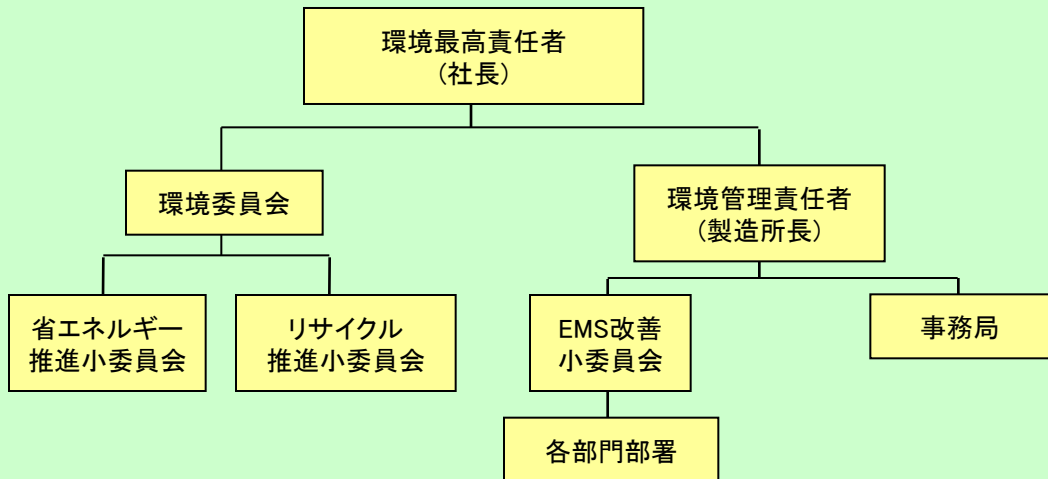 環境最高責任者
（社長）
環境委員会
環境管理責任者
（製造所長）
省エネルギー
推進小委員会
リサイクル
推進小委員会
EMS改善
小委員会
事務局
各部門部署